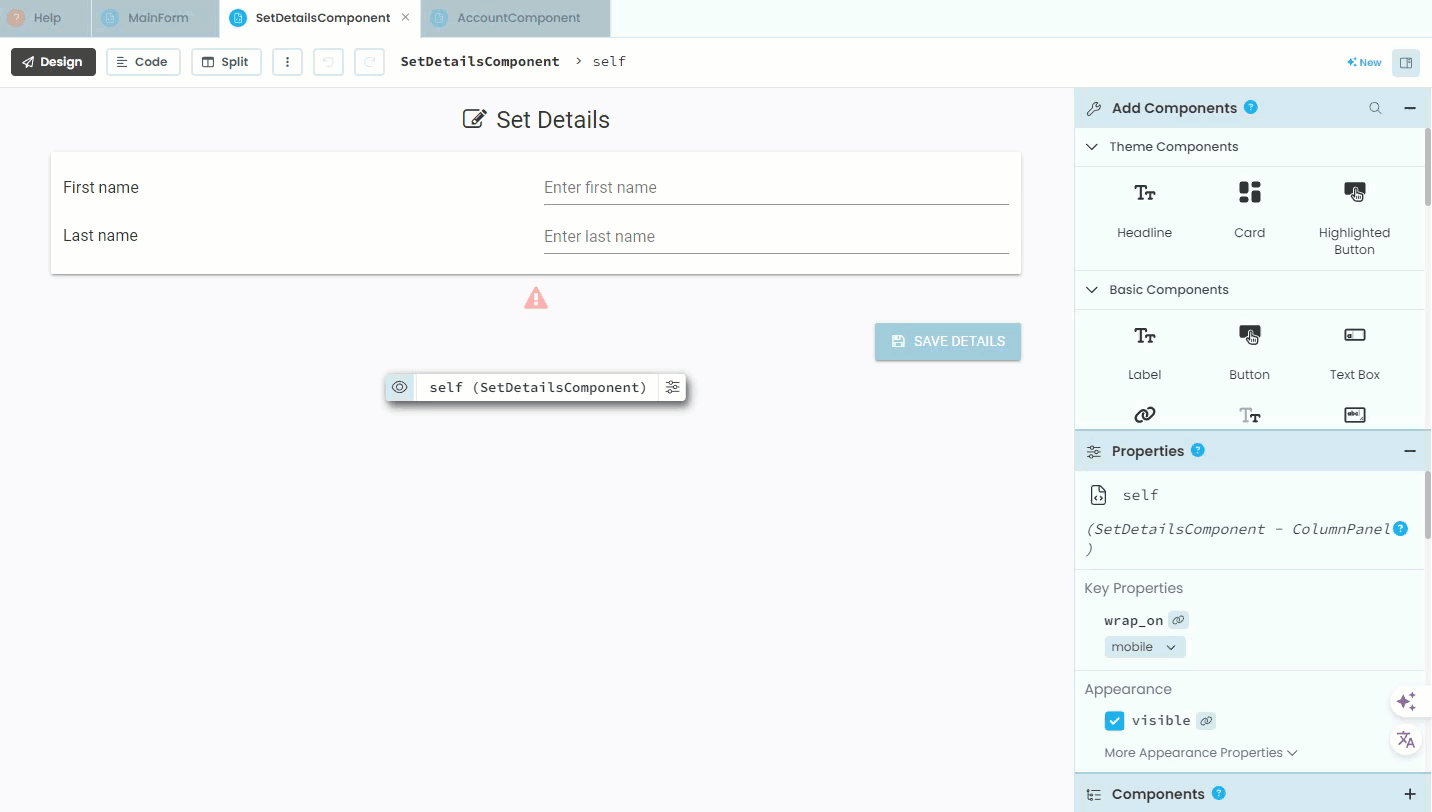 Help
MainForm
SetDetailsComponent
AccountComponent
Design
Code
Split
SetDetailsComponent > self
New
Set Details
First name
Enter first name
Last name
Enter last name
SAVE DETAILS
self (SetDetailsComponent)
Add Components ?
Theme Components
Headline
Card
Highlighted
Button
Basic Components
Label
Button
Text Box
Properties ?
self
(SetDetailsComponent - ColumnPanel ?
)
Key Properties
wrap_on
mobile
Appearance
visible
More Appearance Properties
Components ?